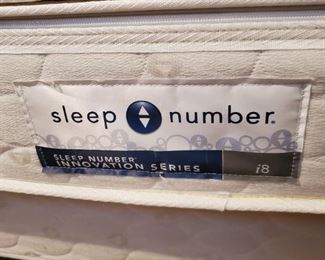 sleep number.
SLEEP NUMBER®
INNOVATION SERIES i8